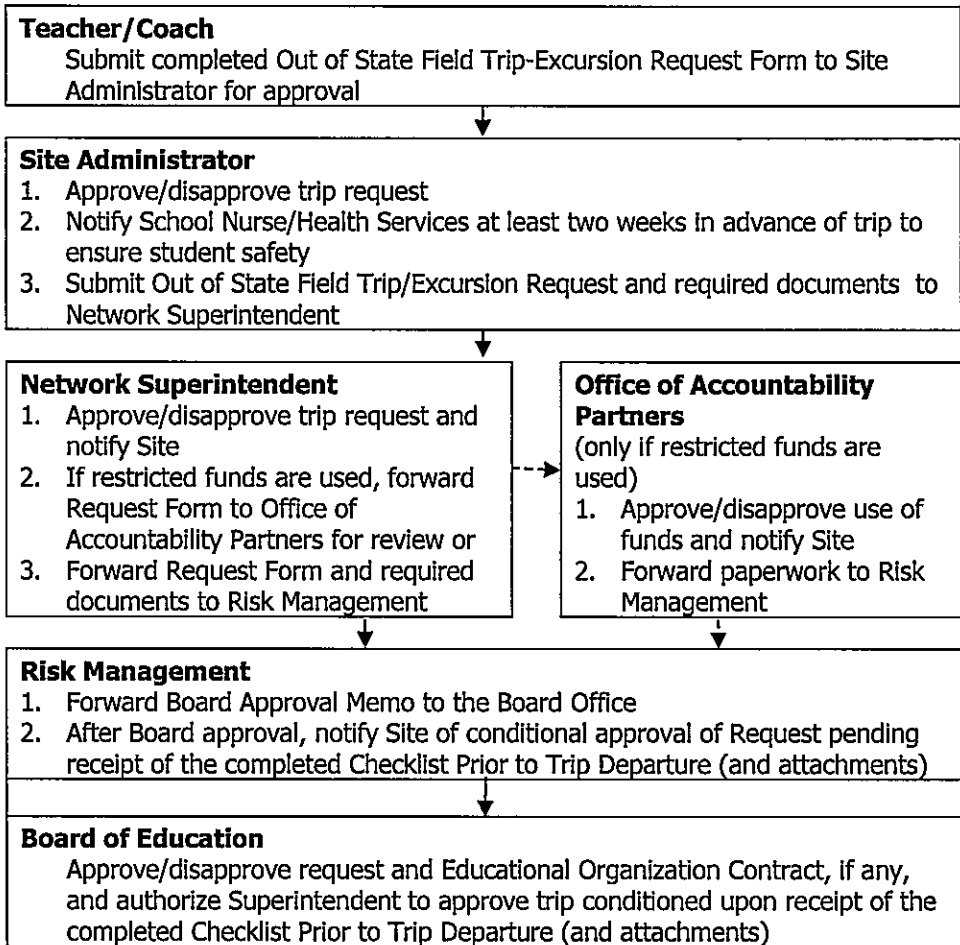 Teacher/Coach
Submit completed Out of State Field Trip-Excursion Request Form to Site
Administrator for approval
Site Administrator
1. Approve/disapprove trip request
2. Notify School Nurse/Health Services at least two weeks in advance of trip to
ensure student safety
3. Submit Out of State Field Trip/Excursion Request and required documents to
Network Superintendent
Network Superintendent
1. Approve/disapprove trip request and
notify Site
2. If restricted funds are used, forward
Request Form to Office of
Accountability Partners for review or
3. Forward Request Form and required
documents to Risk Management
Office of Accountability
Partners
(only if restricted funds are
used)
1. Approve/disapprove use of
funds and notify Site
2. Forward paperwork to Risk
Management
Risk Management
1. Forward Board Approval Memo to the Board Office
2. After Board approval, notify Site of conditional approval of Request pending
receipt of the completed Checklist Prior to Trip Departure (and attachments)
Board of Education
Approve/disapprove request and Educational Organization Contract, if any,
and authorize Superintendent to approve trip conditioned upon receipt of the
completed Checklist Prior to Trip Departure (and attachments)